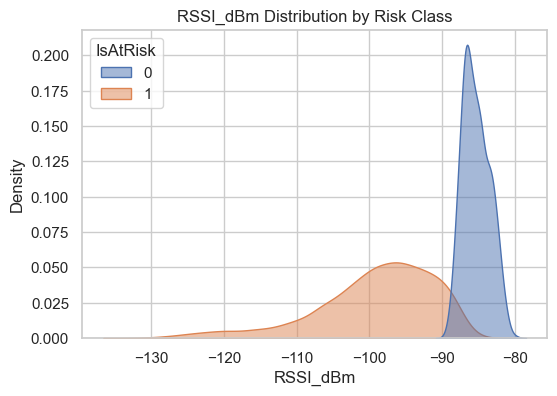 RSSI_dBm Distribution by Risk Class
IsAtRisk
0
1
Density
0.200
0.175
0.150
0.125
0.100
0.075
0.050
0.025
0.000
−130 −120 −110 −100 −90 −80
RSSI_dBm